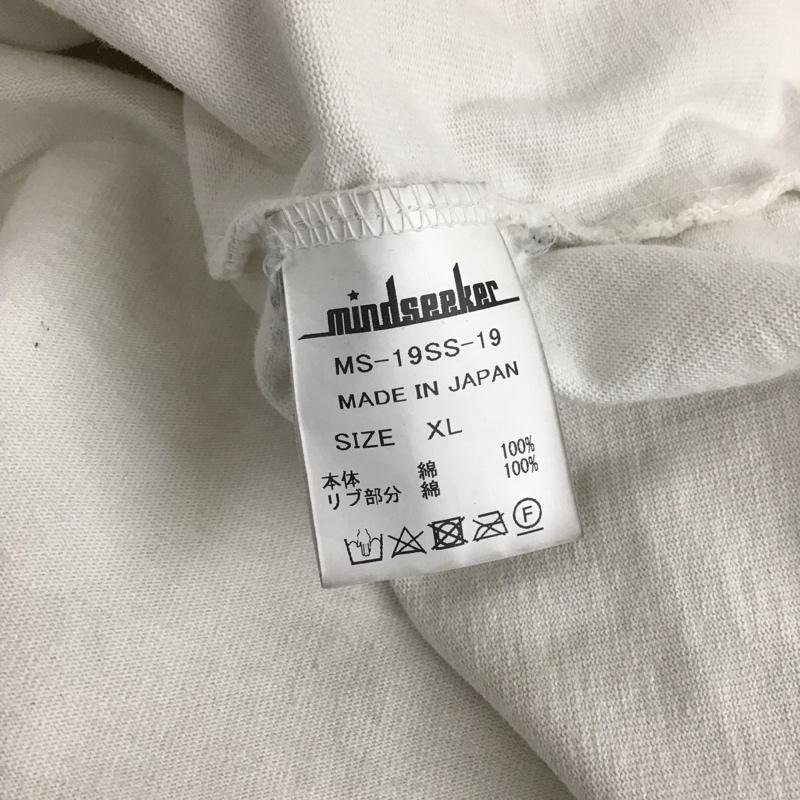 mindseeker
MS-19SS-19
MADE IN JAPAN
SIZE XL
本体 綿 100%
リブ部分 綿 100%
F